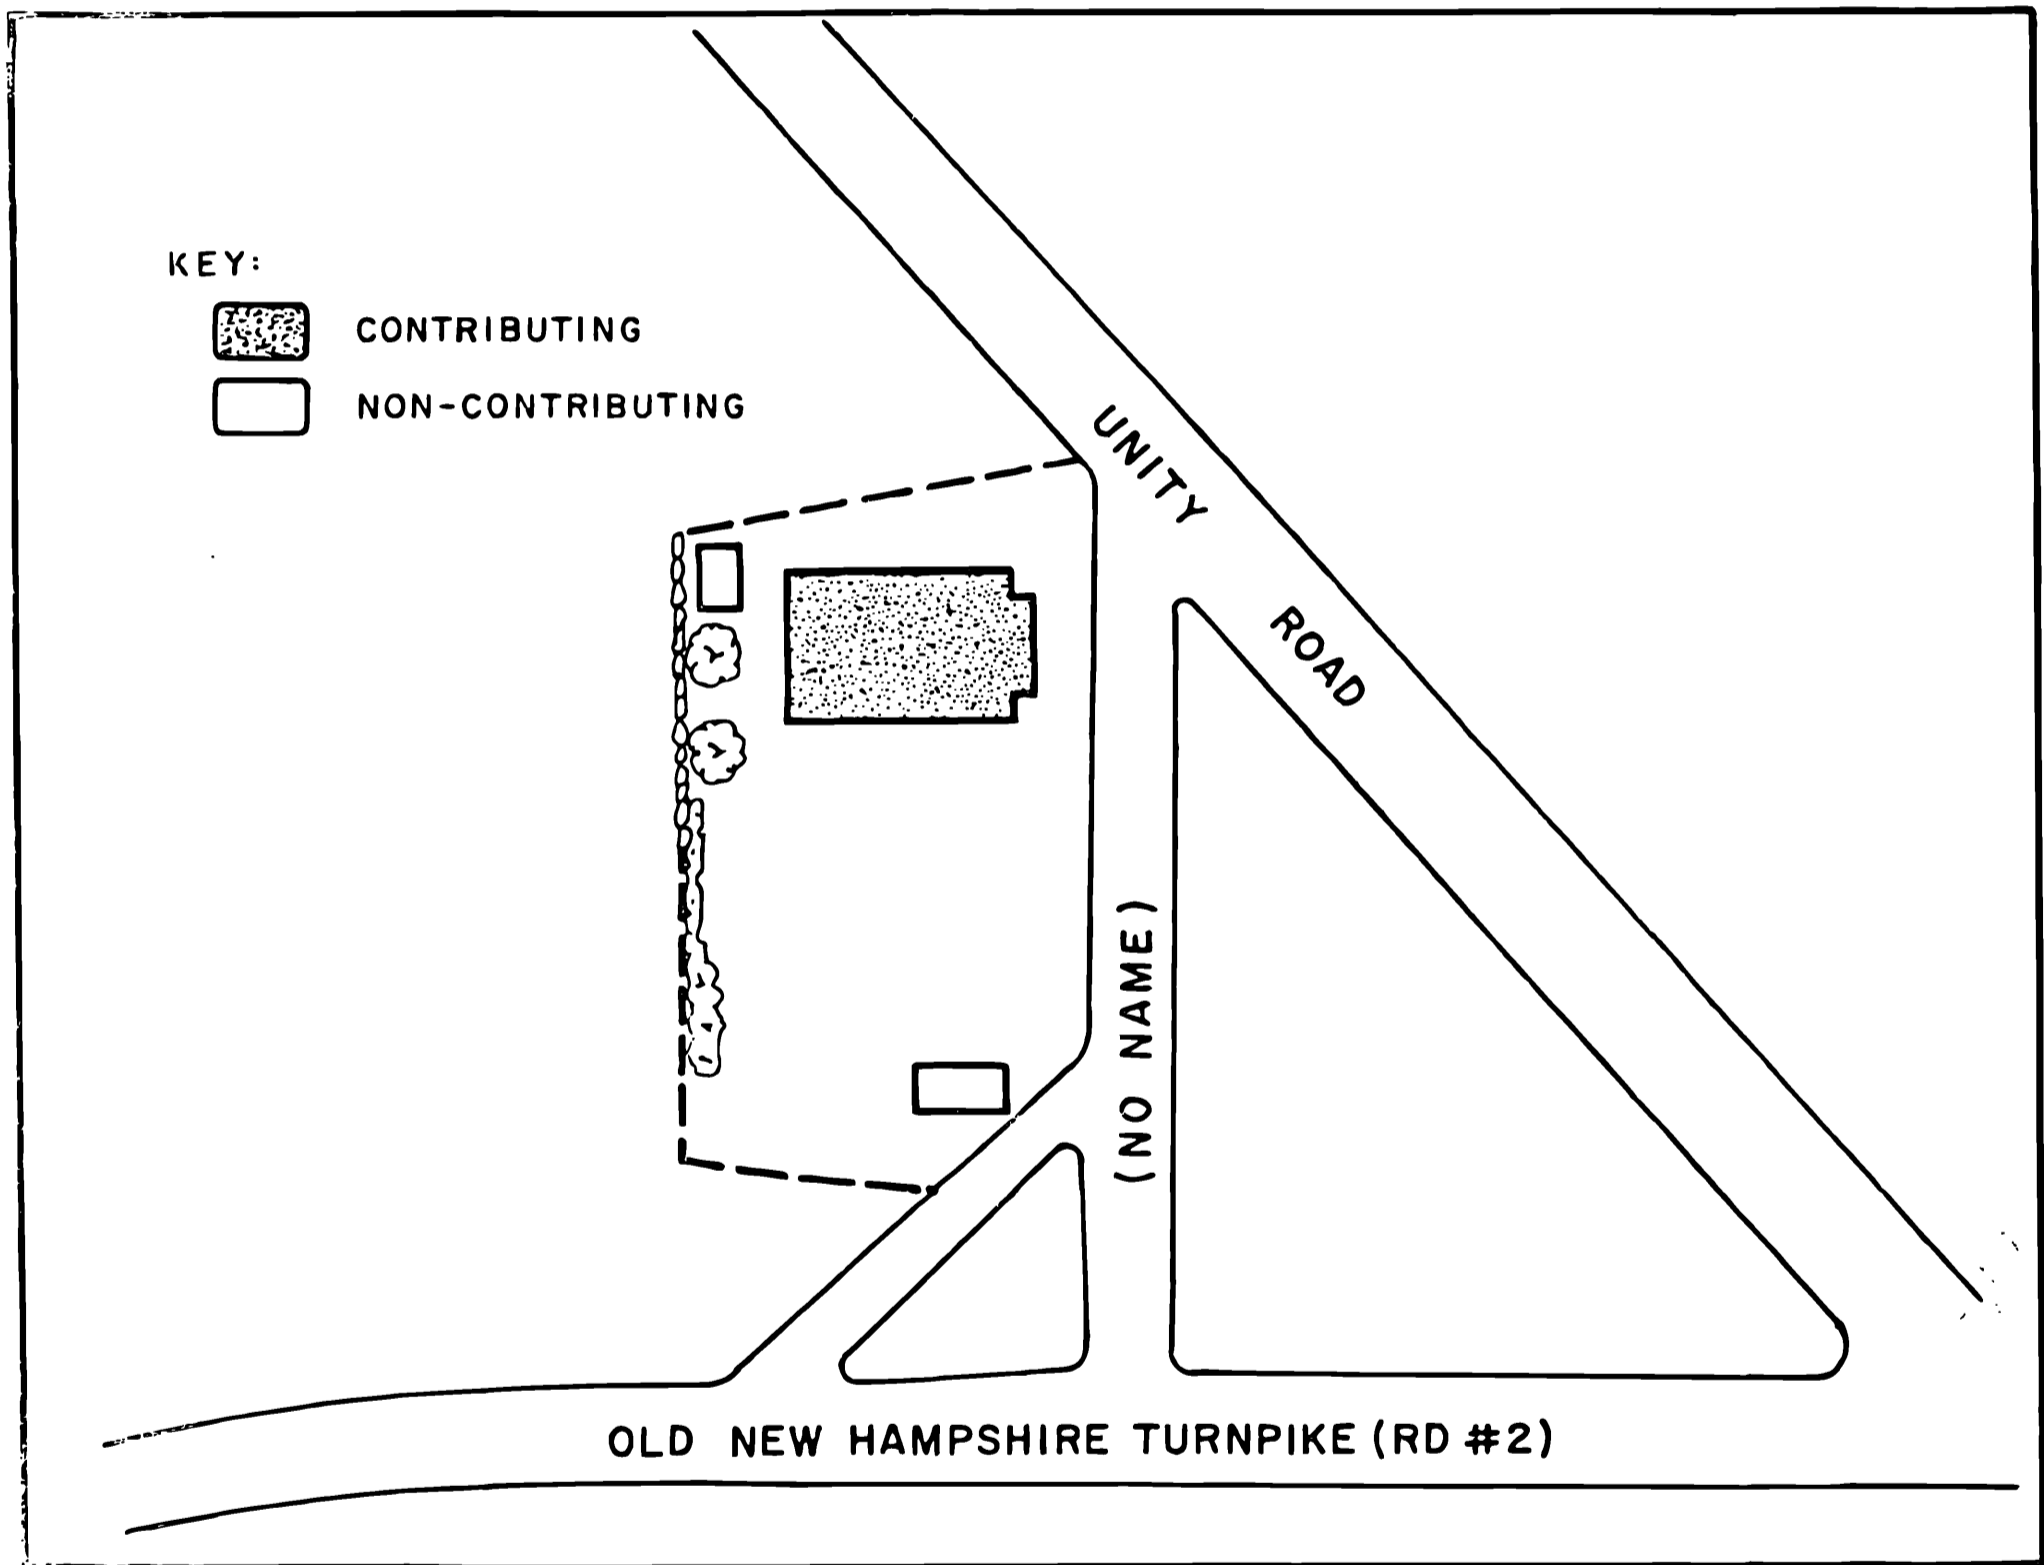 KEY:
CONTRIBUTING
NON-CONTRIBUTING
UNITY ROAD
(NO NAME)
OLD NEW HAMPSHIRE TURNPIKE (RD #2)